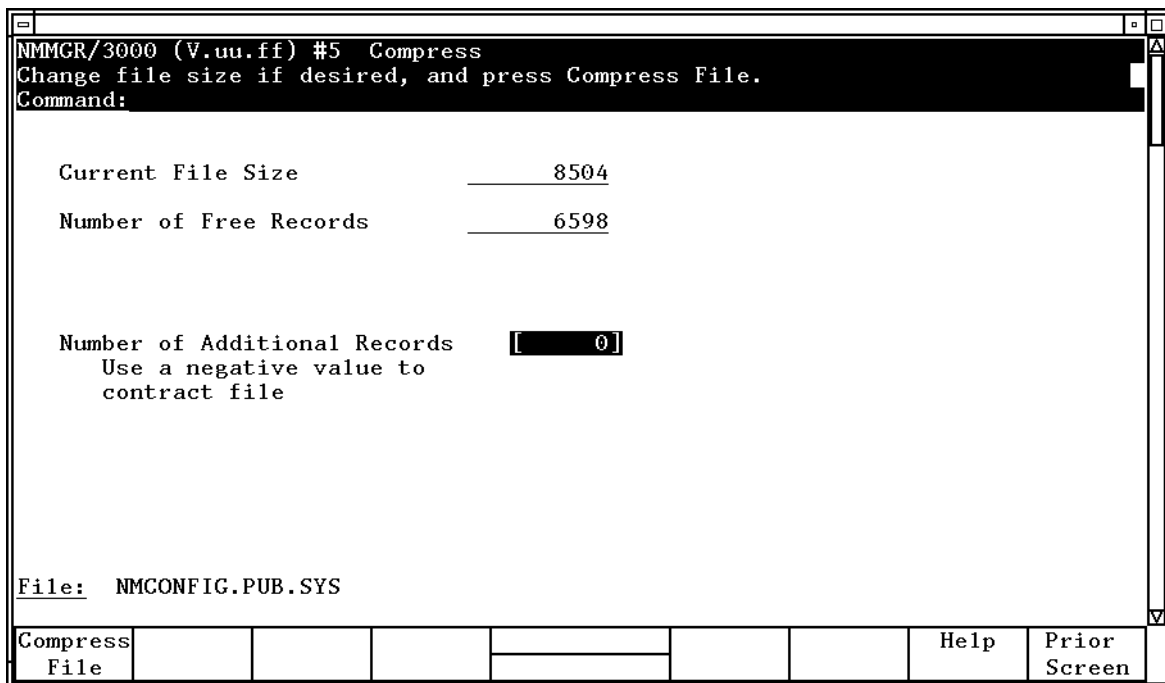 NMMGR/3000 (V.uu.ff) #5  Compress
Change file size if desired, and press Compress File.
Command:
Current File Size 8504
Number of Free Records 6598
Number of Additional Records [ 0]
Use a negative value to
contract file
File: NMCONFIG.PUB.SYS
Compress File
Help
Prior Screen